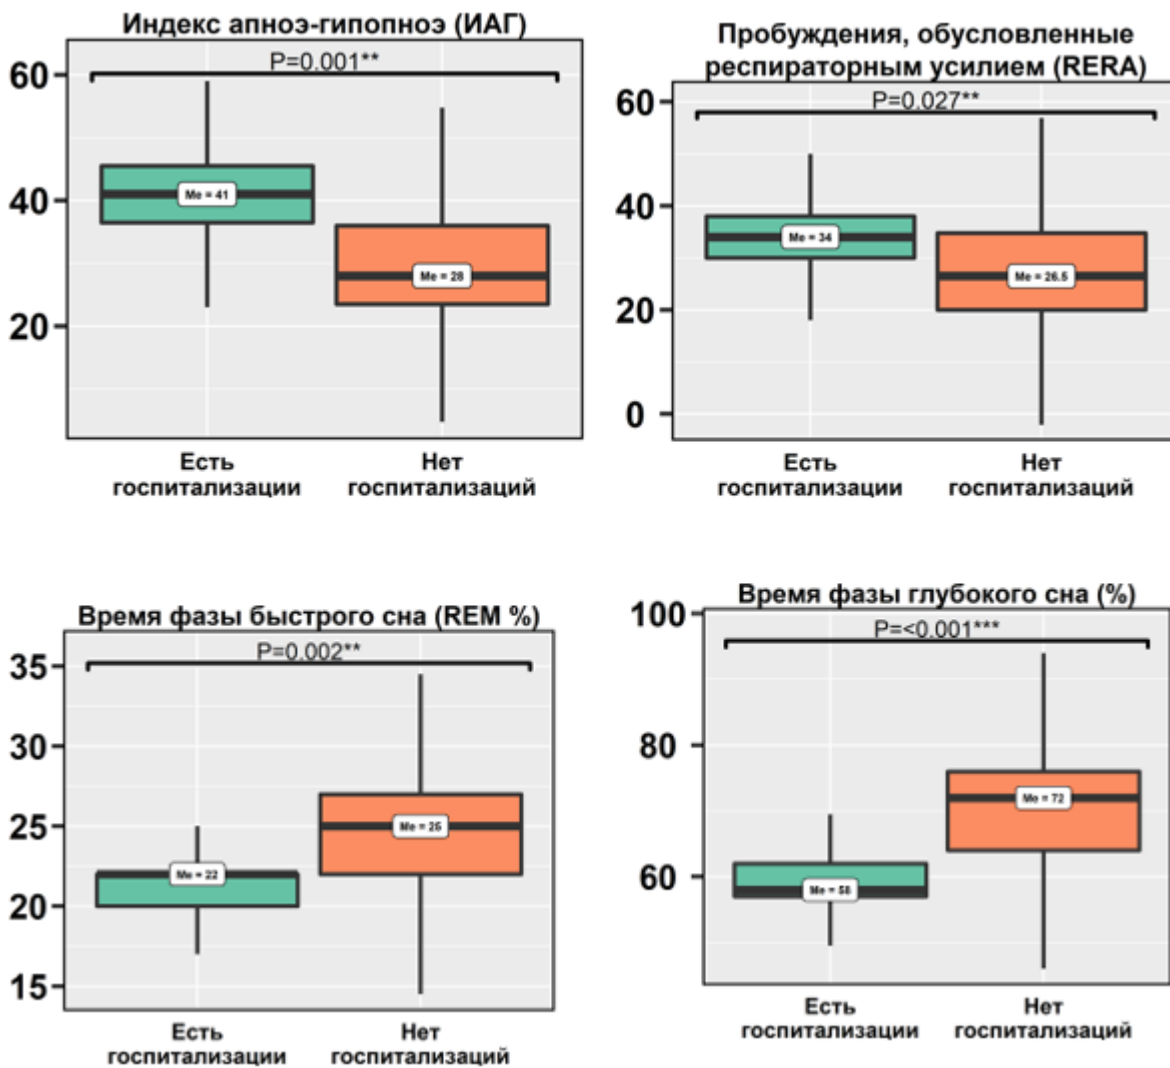 Индекс апноэ-гипопноэ (ИАГ)
P=0.001**
60
40
20
Me = 41
Me = 28
Есть
госпитализации
Нет
госпитализаций
Пробуждения, обусловленные
респираторным усилием (RERA)
P=0.027**
60
40
20
0
Me = 34
Me = 26.5
Есть
госпитализации
Нет
госпитализаций
Время фазы быстрого сна (REM %)
P=0.002**
35
30
25
20
15
Me = 22
Me = 25
Есть
госпитализации
Нет
госпитализаций
Время фазы глубокого сна (%)
P=<0.001***
100
80
60
Me = 58
Me = 72
Есть
госпитализации
Нет
госпитализаций